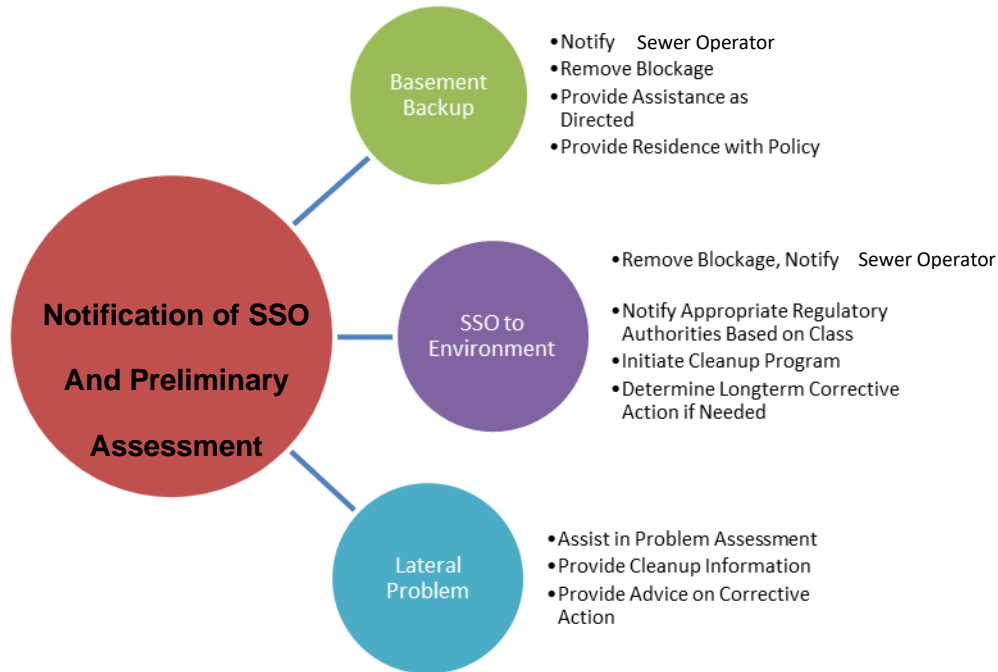 Notification of SSO
And Preliminary
Assessment
Basement
Backup
•Notify Sewer Operator
•Remove Blockage
•Provide Assistance as
Directed
•Provide Residence with Policy
SSO to
Environment
•Remove Blockage, Notify Sewer Operator
•Notify Appropriate Regulatory
Authorities Based on Class
•Initiate Cleanup Program
•Determine Longterm Corrective
Action if Needed
Lateral
Problem
•Assist in Problem Assessment
•Provide Cleanup Information
•Provide Advice on Corrective
Action